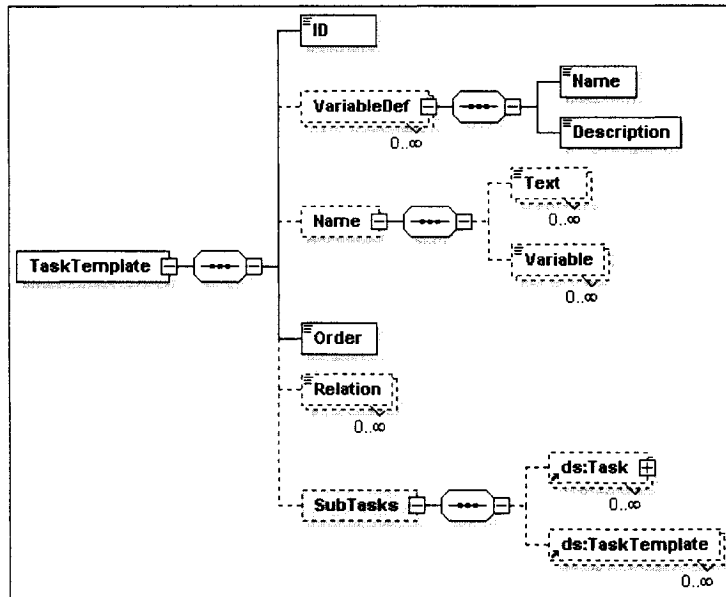 ID
VariableDef
0..∞
Name
Description
Name
Text
0..∞
Variable
0..∞
TaskTemplate
Order
Relation
0..∞
SubTasks
ds:Task
0..∞
ds:TaskTemplate
0..∞